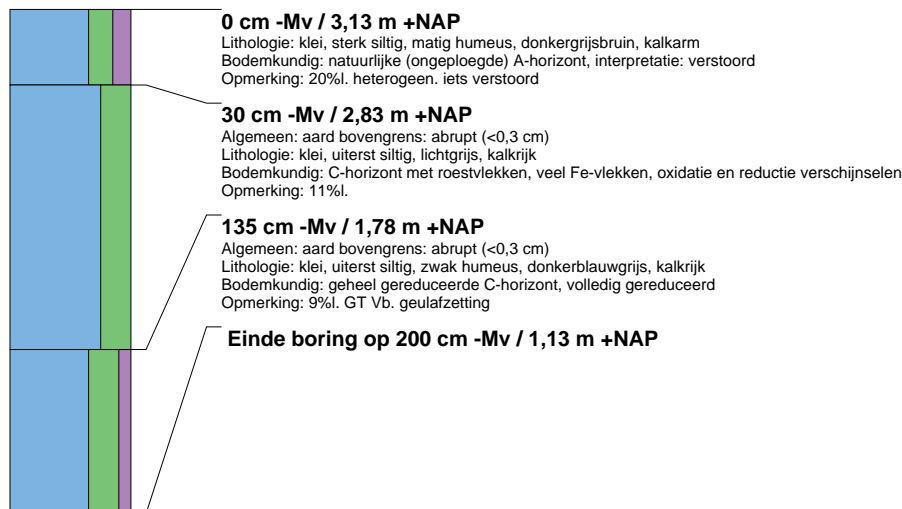 0 cm -Mv / 3,13 m +NAP
Lithologie: klei, sterk siltig, matig humeus, donkergrijsbruin, kalkarm
Bodemkundig: natuurlijke (ongeploegde) A-horizont, interpretatie: verstoord
Opmerking: 20%l. heterogeen. iets verstoord
30 cm -Mv / 2,83 m +NAP
Algemeen: aard bovengrens: abrupt (<0,3 cm)
Lithologie: klei, uiterst siltig, lichtgrijs, kalkrijk
Bodemkundig: C-horizont met roestvlekken, veel Fe-vlekken, oxidatie en reductie verschijnselen
Opmerking: 11%l.
135 cm -Mv / 1,78 m +NAP
Algemeen: aard bovengrens: abrupt (<0,3 cm)
Lithologie: klei, uiterst siltig, zwak humeus, donkerblauwgrijs, kalkrijk
Bodemkundig: geheel gereduceerde C-horizont, volledig gereduceerd
Opmerking: 9%l. GT Vb. geulafzetting
Einde boring op 200 cm -Mv / 1,13 m +NAP